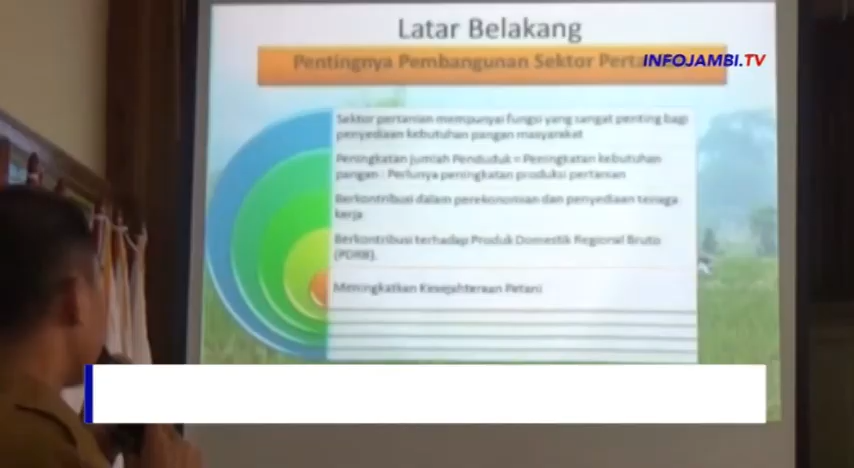 Latar Belakang
Pentingnya Pembangunan Sektor
INFOJAMBI.TV
Sektor pertanian mempunyai fungsi yang sangat penting bagi
penyediaan kebutuhan pangan masyarakat
Peningkatan jumlah Penduduk = Peningkatan kebutuhan
pangan : Perlunya peningkatan produksi pertanian
Berkontribusi dalam perekonomian dan penyediaan tenaga
kerja
Berkontribusi terhadap Produk Domestik Regional Bruto
(PDRB).
Meningkatkan Kesejahteraan Petani